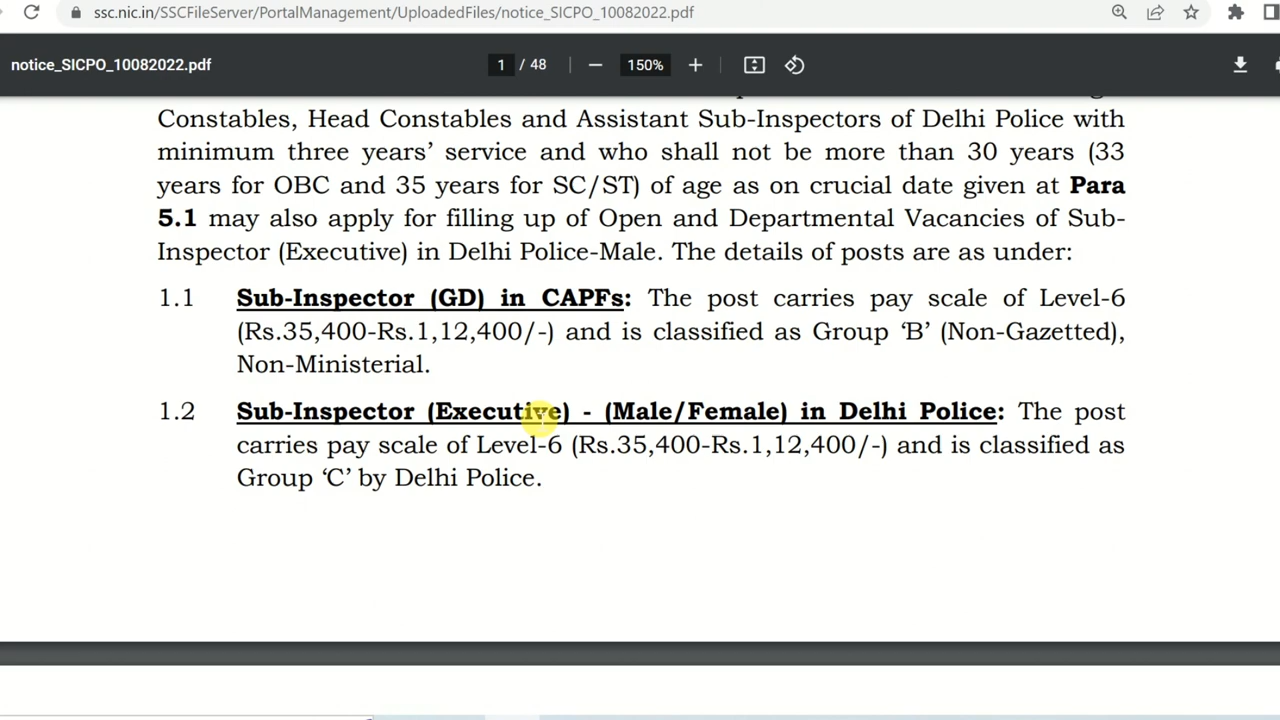 ssc.nic.in/SSCFileServer/PortalManagement/UploadedFiles/notice_SICPO_10082022.pdf
notice_SICPO_10082022.pdf 1 / 48 150%
Constables, Head Constables and Assistant Sub-Inspectors of Delhi Police with
minimum three years’ service and who shall not be more than 30 years (33
years for OBC and 35 years for SC/ST) of age as on crucial date given at Para
5.1 may also apply for filling up of Open and Departmental Vacancies of Sub-
Inspector (Executive) in Delhi Police-Male. The details of posts are as under:
1.1 Sub-Inspector (GD) in CAPFs: The post carries pay scale of Level-6
(Rs.35,400-Rs.1,12,400/-) and is classified as Group ‘B’ (Non-Gazetted),
Non-Ministerial.
1.2 Sub-Inspector (Executive) - (Male/Female) in Delhi Police: The post
carries pay scale of Level-6 (Rs.35,400-Rs.1,12,400/-) and is classified as
Group ‘C’ by Delhi Police.